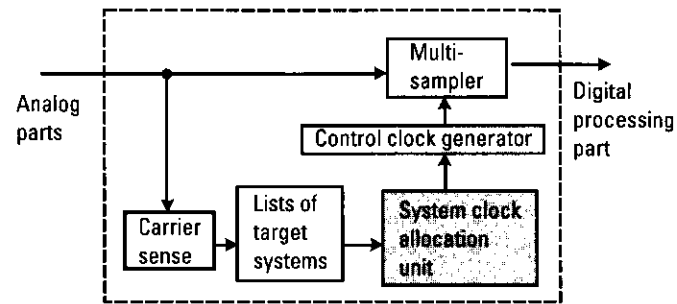 Multi-
sampler
Analog
parts
Digital
processing
part
Control clock generator
Carrier
sense
Lists of
target
systems
System clock
allocation
unit